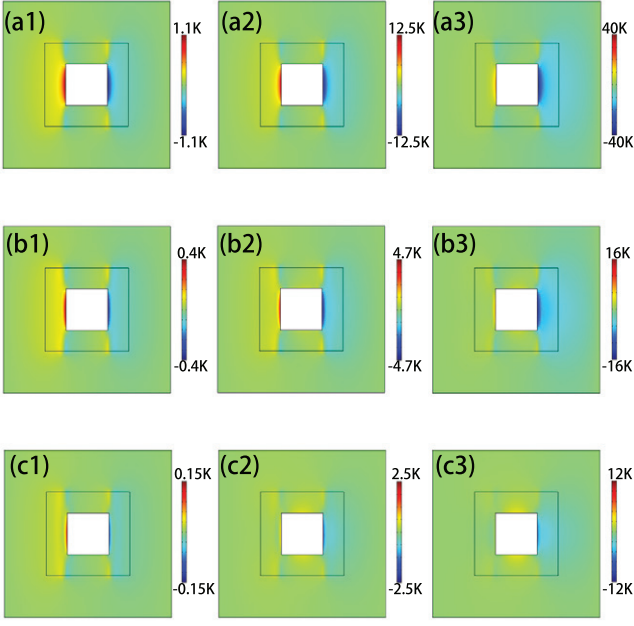 (a1)
1.1K
-1.1K
(a2)
12.5K
-12.5K
(a3)
40K
-40K
(b1)
0.4K
-0.4K
(b2)
4.7K
-4.7K
(b3)
16K
-16K
(c1)
0.15K
-0.15K
(c2)
2.5K
-2.5K
(c3)
12K
-12K